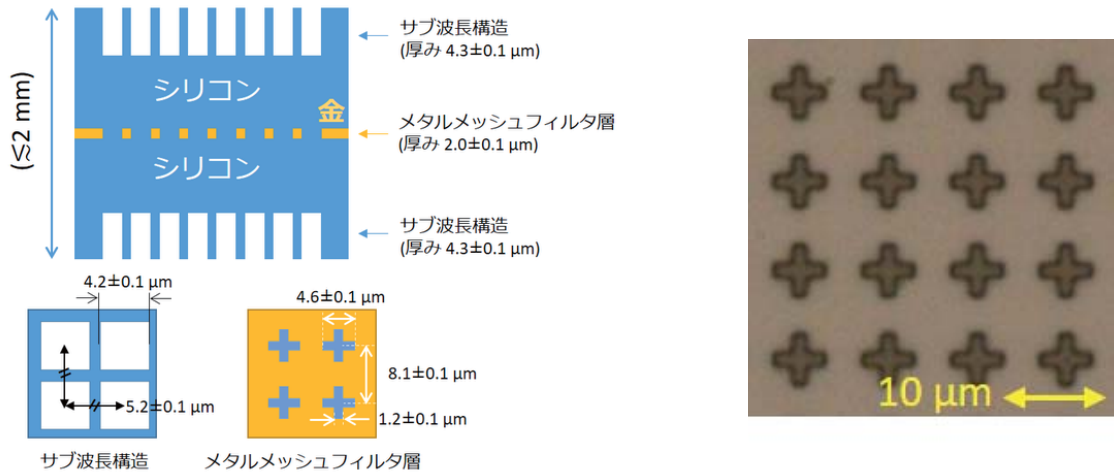 サブ波長構造
(厚み 4.3±0.1 μm)
(≲2 mm)
シリコン
金
メタルメッシュフィルタ層
(厚み 2.0±0.1 μm)
シリコン
サブ波長構造
(厚み 4.3±0.1 μm)
4.2±0.1 μm
5.2±0.1 μm
サブ波長構造
4.6±0.1 μm
8.1±0.1 μm
1.2±0.1 μm
メタルメッシュフィルタ層
10 μm